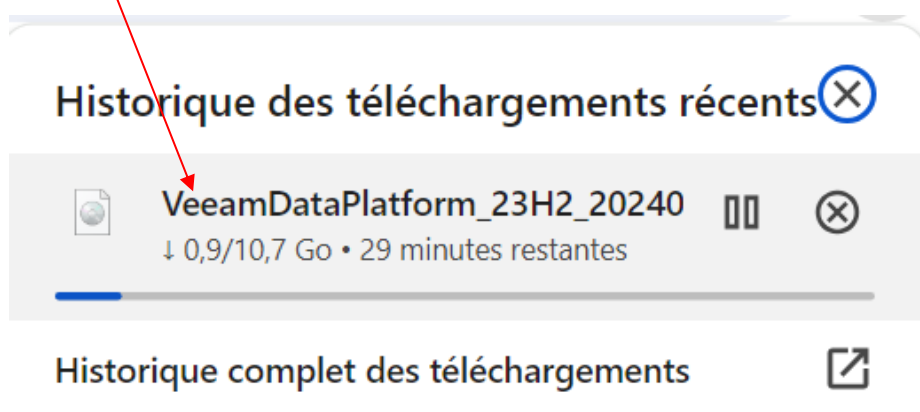 Historique des téléchargements récents
VeeamDataPlatform_23H2_20240
↓ 0,9/10,7 Go • 29 minutes restantes
Historique complet des téléchargements